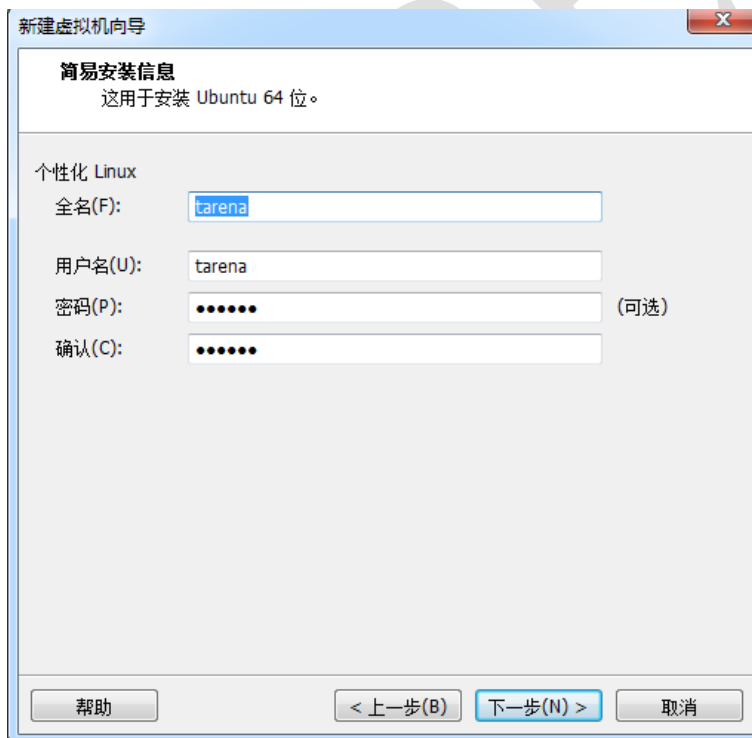 新建虚拟机向导
简易安装信息
这用于安装 Ubuntu 64 位。
个性化 Linux
全名(F): tarena
用户名(U): tarena
密码(P): ●●●●●● (可选)
确认(C): ●●●●●●
帮助 < 上一步(B) 下一步(N) > 取消